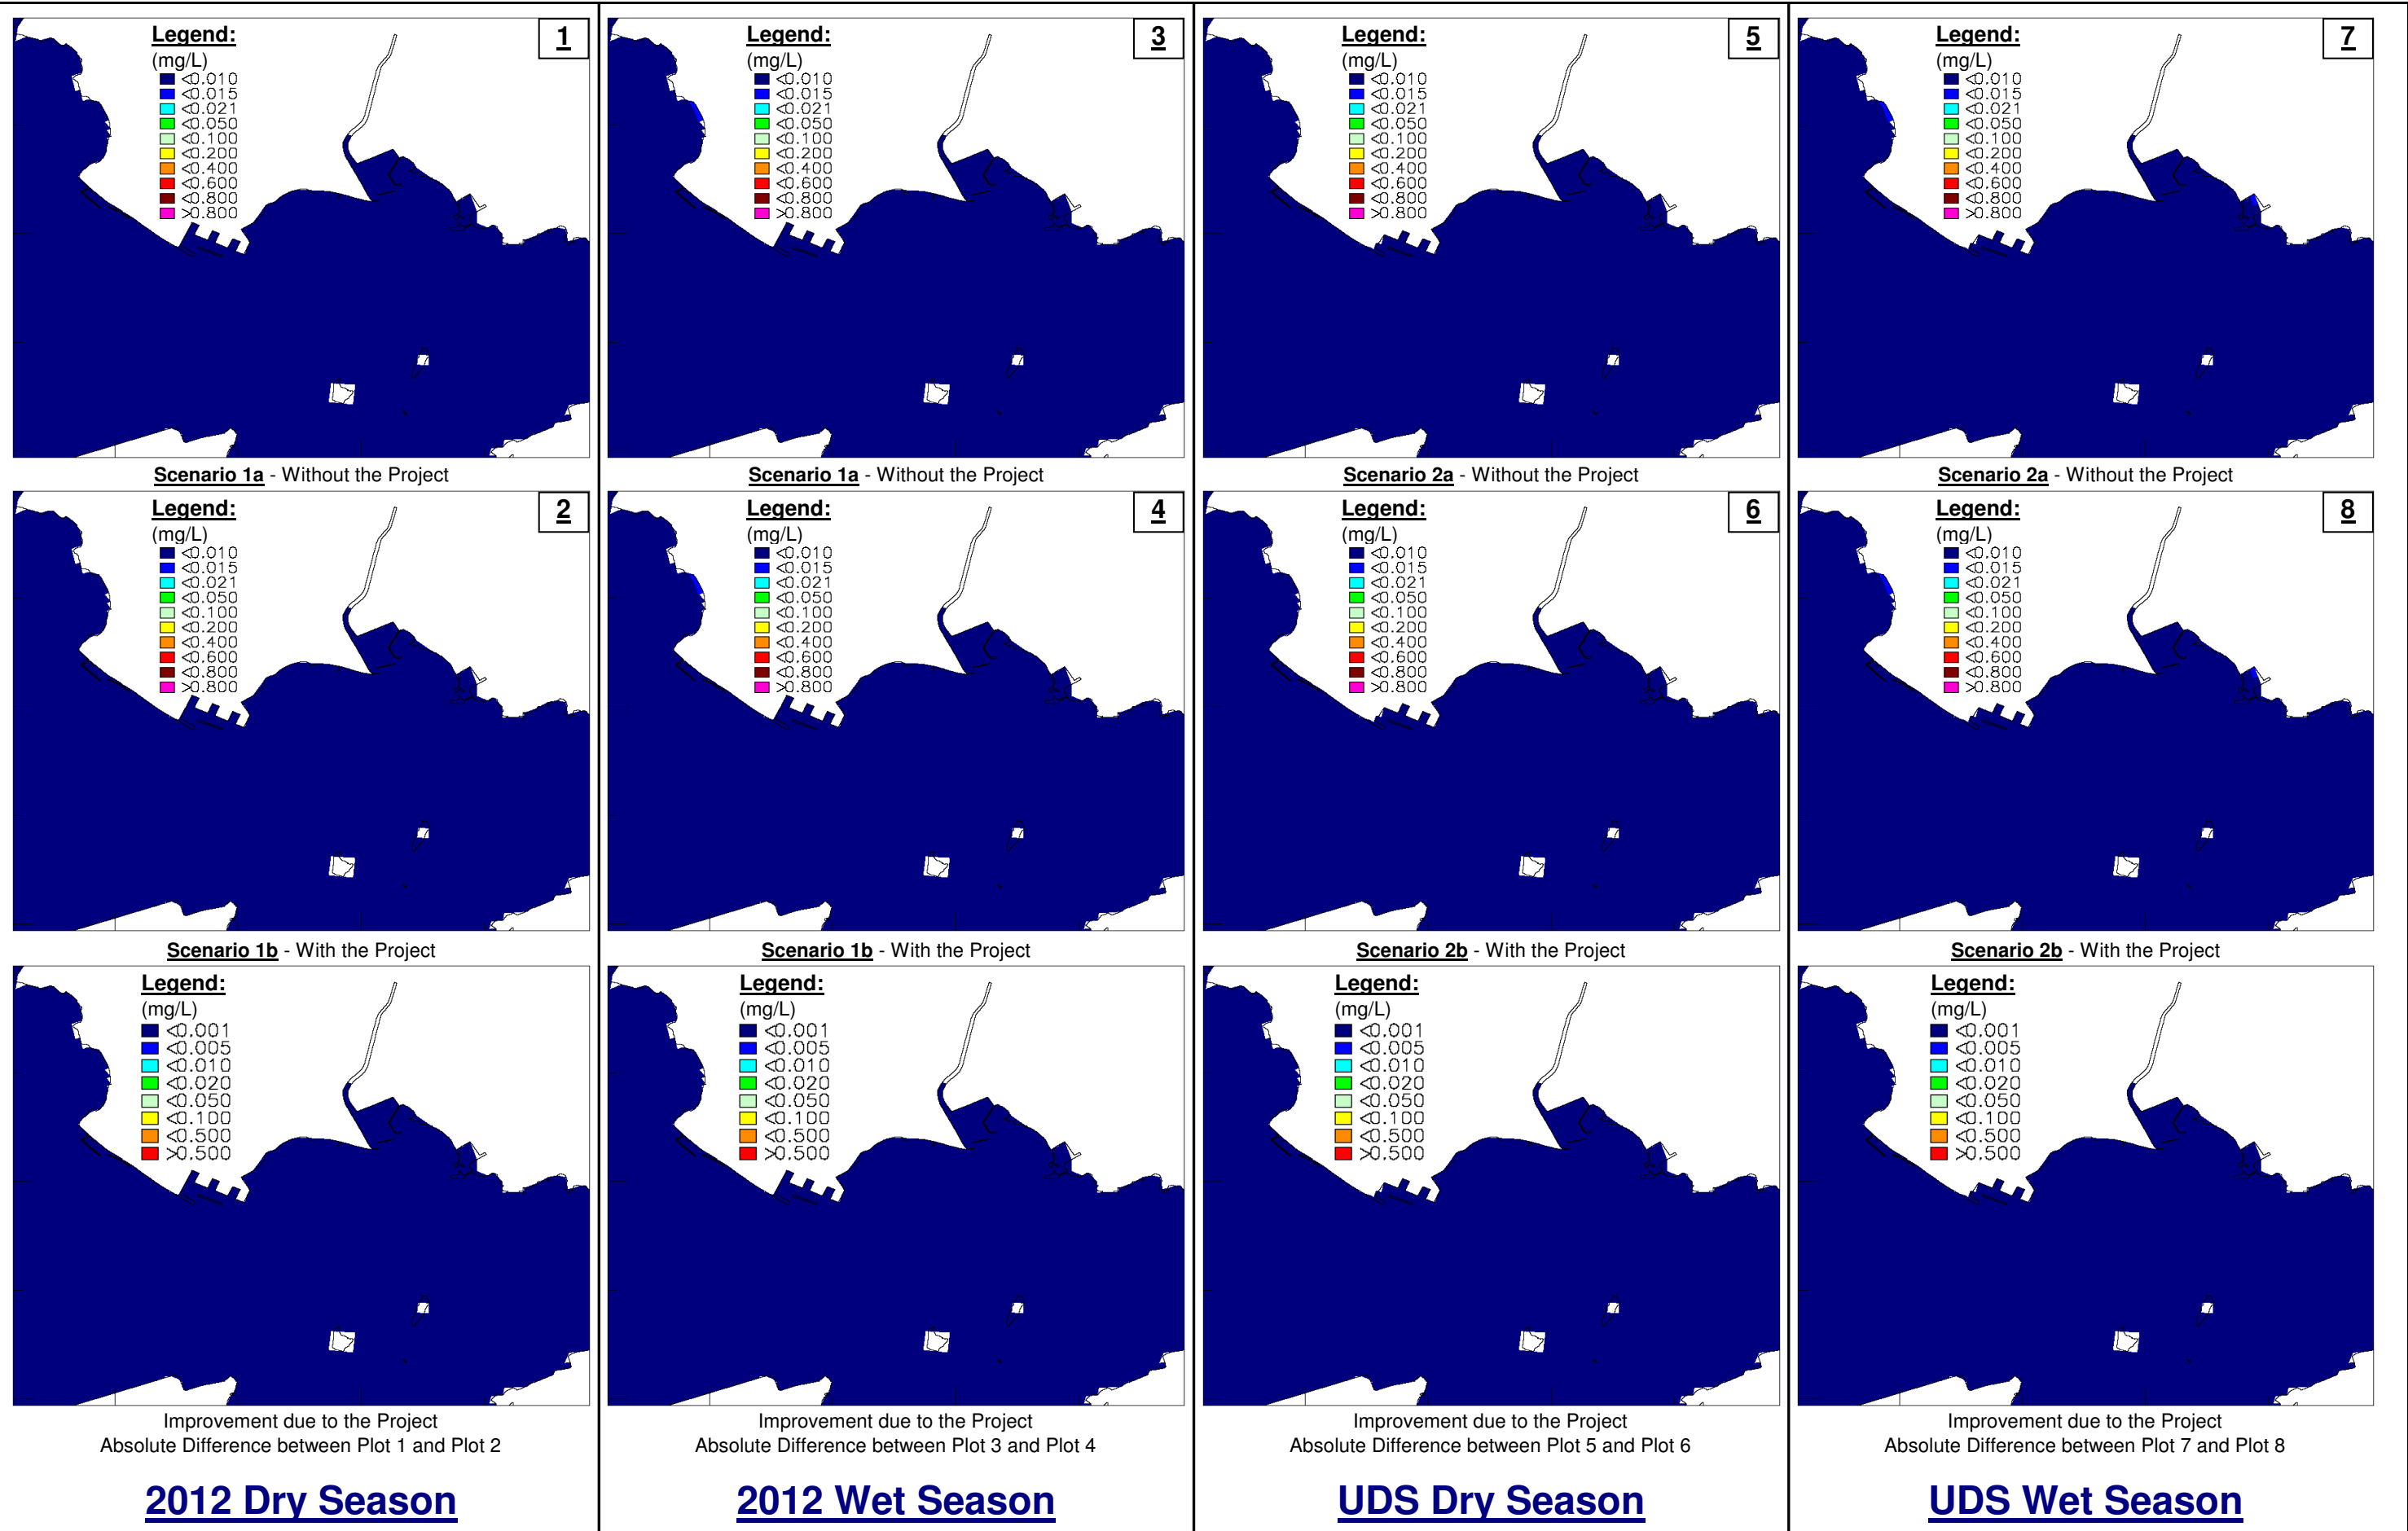 Legend:
(mg/L)
<0.010
<0.015
<0.021
<0.050
<0.100
<0.200
<0.400
<0.600
<0.800
>0.800
1
Scenario 1a - Without the Project
Legend:
(mg/L)
<0.010
<0.015
<0.021
<0.050
<0.100
<0.200
<0.400
<0.600
<0.800
>0.800
2
Scenario 1b - With the Project
Legend:
(mg/L)
<0.001
<0.005
<0.010
<0.020
<0.050
<0.100
<0.500
>0.500
Improvement due to the Project
Absolute Difference between Plot 1 and Plot 2
2012 Dry Season
Legend:
(mg/L)
<0.010
<0.015
<0.021
<0.050
<0.100
<0.200
<0.400
<0.600
<0.800
>0.800
3
Scenario 1a - Without the Project
Legend:
(mg/L)
<0.010
<0.015
<0.021
<0.050
<0.100
<0.200
<0.400
<0.600
<0.800
>0.800
4
Scenario 1b - With the Project
Legend:
(mg/L)
<0.001
<0.005
<0.010
<0.020
<0.050
<0.100
<0.500
>0.500
Improvement due to the Project
Absolute Difference between Plot 3 and Plot 4
2012 Wet Season
Legend:
(mg/L)
<0.010
<0.015
<0.021
<0.050
<0.100
<0.200
<0.400
<0.600
<0.800
>0.800
5
Scenario 2a - Without the Project
Legend:
(mg/L)
<0.010
<0.015
<0.021
<0.050
<0.100
<0.200
<0.400
<0.600
<0.800
>0.800
6
Scenario 2b - With the Project
Legend:
(mg/L)
<0.001
<0.005
<0.010
<0.020
<0.050
<0.100
<0.500
>0.500
Improvement due to the Project
Absolute Difference between Plot 5 and Plot 6
UDS Dry Season
Legend:
(mg/L)
<0.010
<0.015
<0.021
<0.050
<0.100
<0.200
<0.400
<0.600
<0.800
>0.800
7
Scenario 2a - Without the Project
Legend:
(mg/L)
<0.010
<0.015
<0.021
<0.050
<0.100
<0.200
<0.400
<0.600
<0.800
>0.800
8
Scenario 2b - With the Project
Legend:
(mg/L)
<0.001
<0.005
<0.010
<0.020
<0.050
<0.100
<0.500
>0.500
Improvement due to the Project
Absolute Difference between Plot 7 and Plot 8
UDS Wet Season